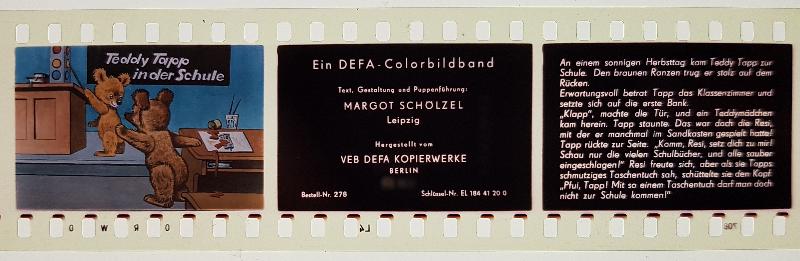 Teddy Tapp
in der Schule
Ein DEFA-Colorbildband
Text, Gestaltung und Puppenführung:
MARGOT SCHÖLZEL
Leipzig
Hergestellt vom
VEB DEFA KOPIERWERKE
BERLIN
Bestell-Nr. 276
Schlüssel-Nr. EL 184 41 20 0
An einem sonnigen Herbsttag kam Teddy Tapp zur
Schule. Den braunen Ranzen trug er stolz auf dem
Rücken.
Erwartungsvoll betrat Tapp das Klassenzimmer und
setzte sich auf die erste Bank.
„Klapp", machte die Tür, und ein Teddymädchen
kam herein. Tapp staunte. Das war doch die Resi,
mit der er manchmal im Sandkasten gespielt hatte!
Tapp rückte zur Seite. „Komm, Resi, setz dich zu mir!
Schau nur die vielen Schulbücher, und alle sauber
eingeschlagen!" Resi freute sich, aber als sie Tapps
schmutziges Taschentuch sah, schüttelte sie den Kopf.
„Pfui, Tapp! Mit so einem Taschentuch darf man doch
nicht zur Schule kommen!"
O R W O